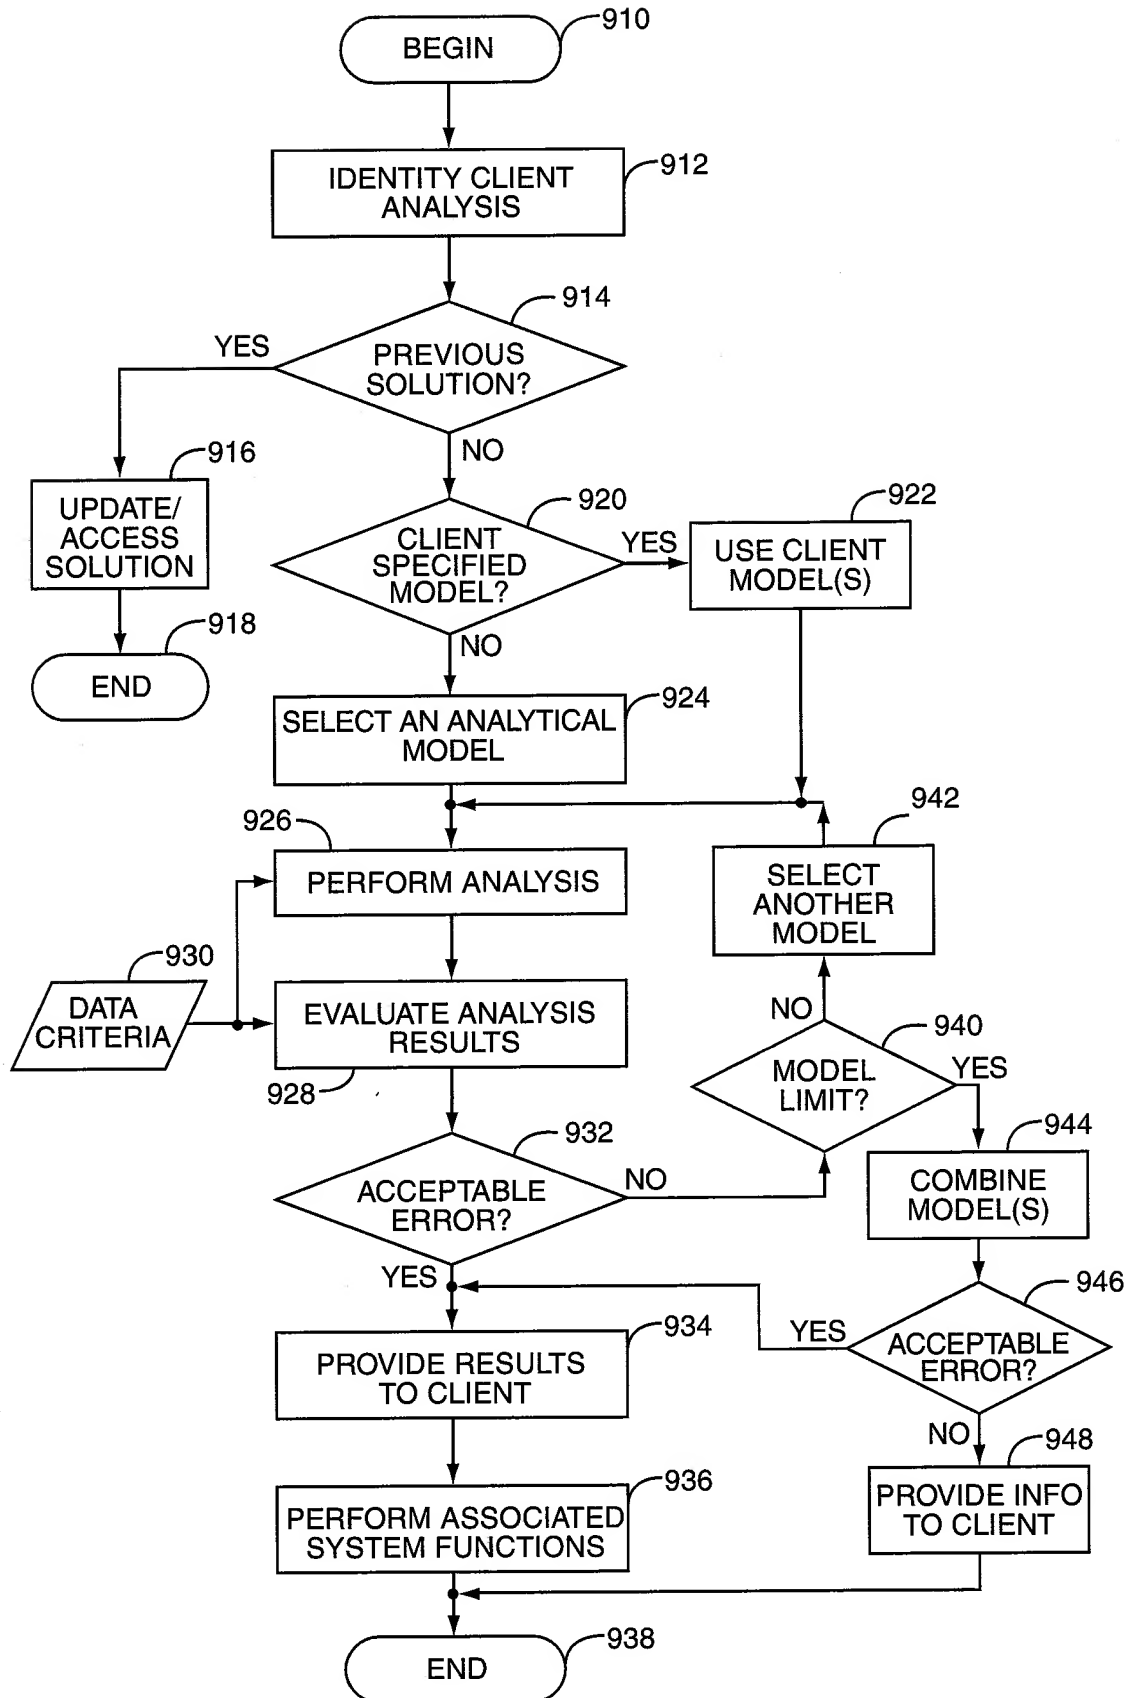 BEGIN
910
IDENTITY CLIENT
ANALYSIS
912
914
YES
PREVIOUS
SOLUTION?
NO
916
UPDATE/
ACCESS
SOLUTION
920
CLIENT
SPECIFIED
MODEL?
YES
922
USE CLIENT
MODEL(S)
918
END
NO
924
SELECT AN ANALYTICAL
MODEL
926
PERFORM ANALYSIS
942
SELECT
ANOTHER
MODEL
930
DATA
CRITERIA
EVALUATE ANALYSIS
RESULTS
928
NO
940
MODEL
LIMIT?
YES
932
ACCEPTABLE
ERROR?
NO
944
COMBINE
MODEL(S)
YES
946
YES
ACCEPTABLE
ERROR?
934
PROVIDE RESULTS
TO CLIENT
NO
948
PROVIDE INFO
TO CLIENT
936
PERFORM ASSOCIATED
SYSTEM FUNCTIONS
938
END